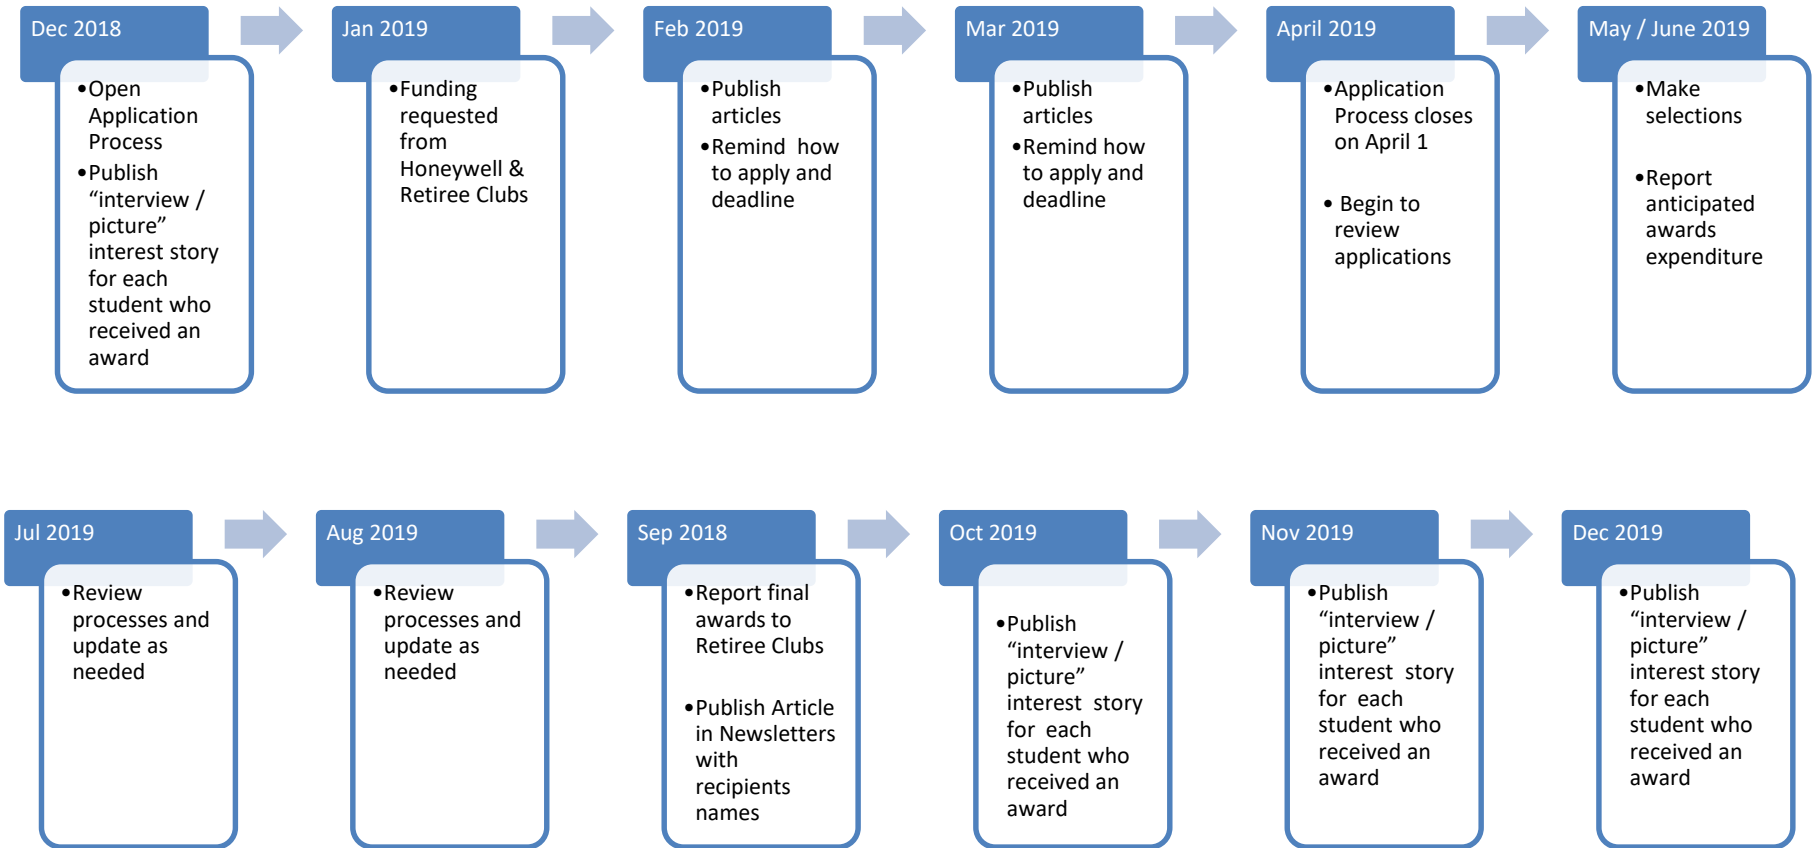 Dec 2018
•Open
Application
Process
•Publish
“interview /
picture”
interest story
for each
student who
received an
award
Jan 2019
•Funding
requested
from
Honeywell &
Retiree Clubs
Feb 2019
•Publish
articles
•Remind how
to apply and
deadline
Mar 2019
•Publish
articles
•Remind how
to apply and
deadline
April 2019
•Application
Process closes
on April 1
• Begin to
review
applications
May / June 2019
•Make
selections
•Report
anticipated
awards
expenditure
Jul 2019
•Review
processes and
update as
needed
Aug 2019
•Review
processes and
update as
needed
Sep 2018
•Report final
awards to
Retiree Clubs
•Publish Article
in Newsletters
with
recipients
names
Oct 2019
•Publish
“interview /
picture”
interest story
for each
student who
received an
award
Nov 2019
•Publish
“interview /
picture”
interest story
for each
student who
received an
award
Dec 2019
•Publish
“interview /
picture”
interest story
for each
student who
received an
award